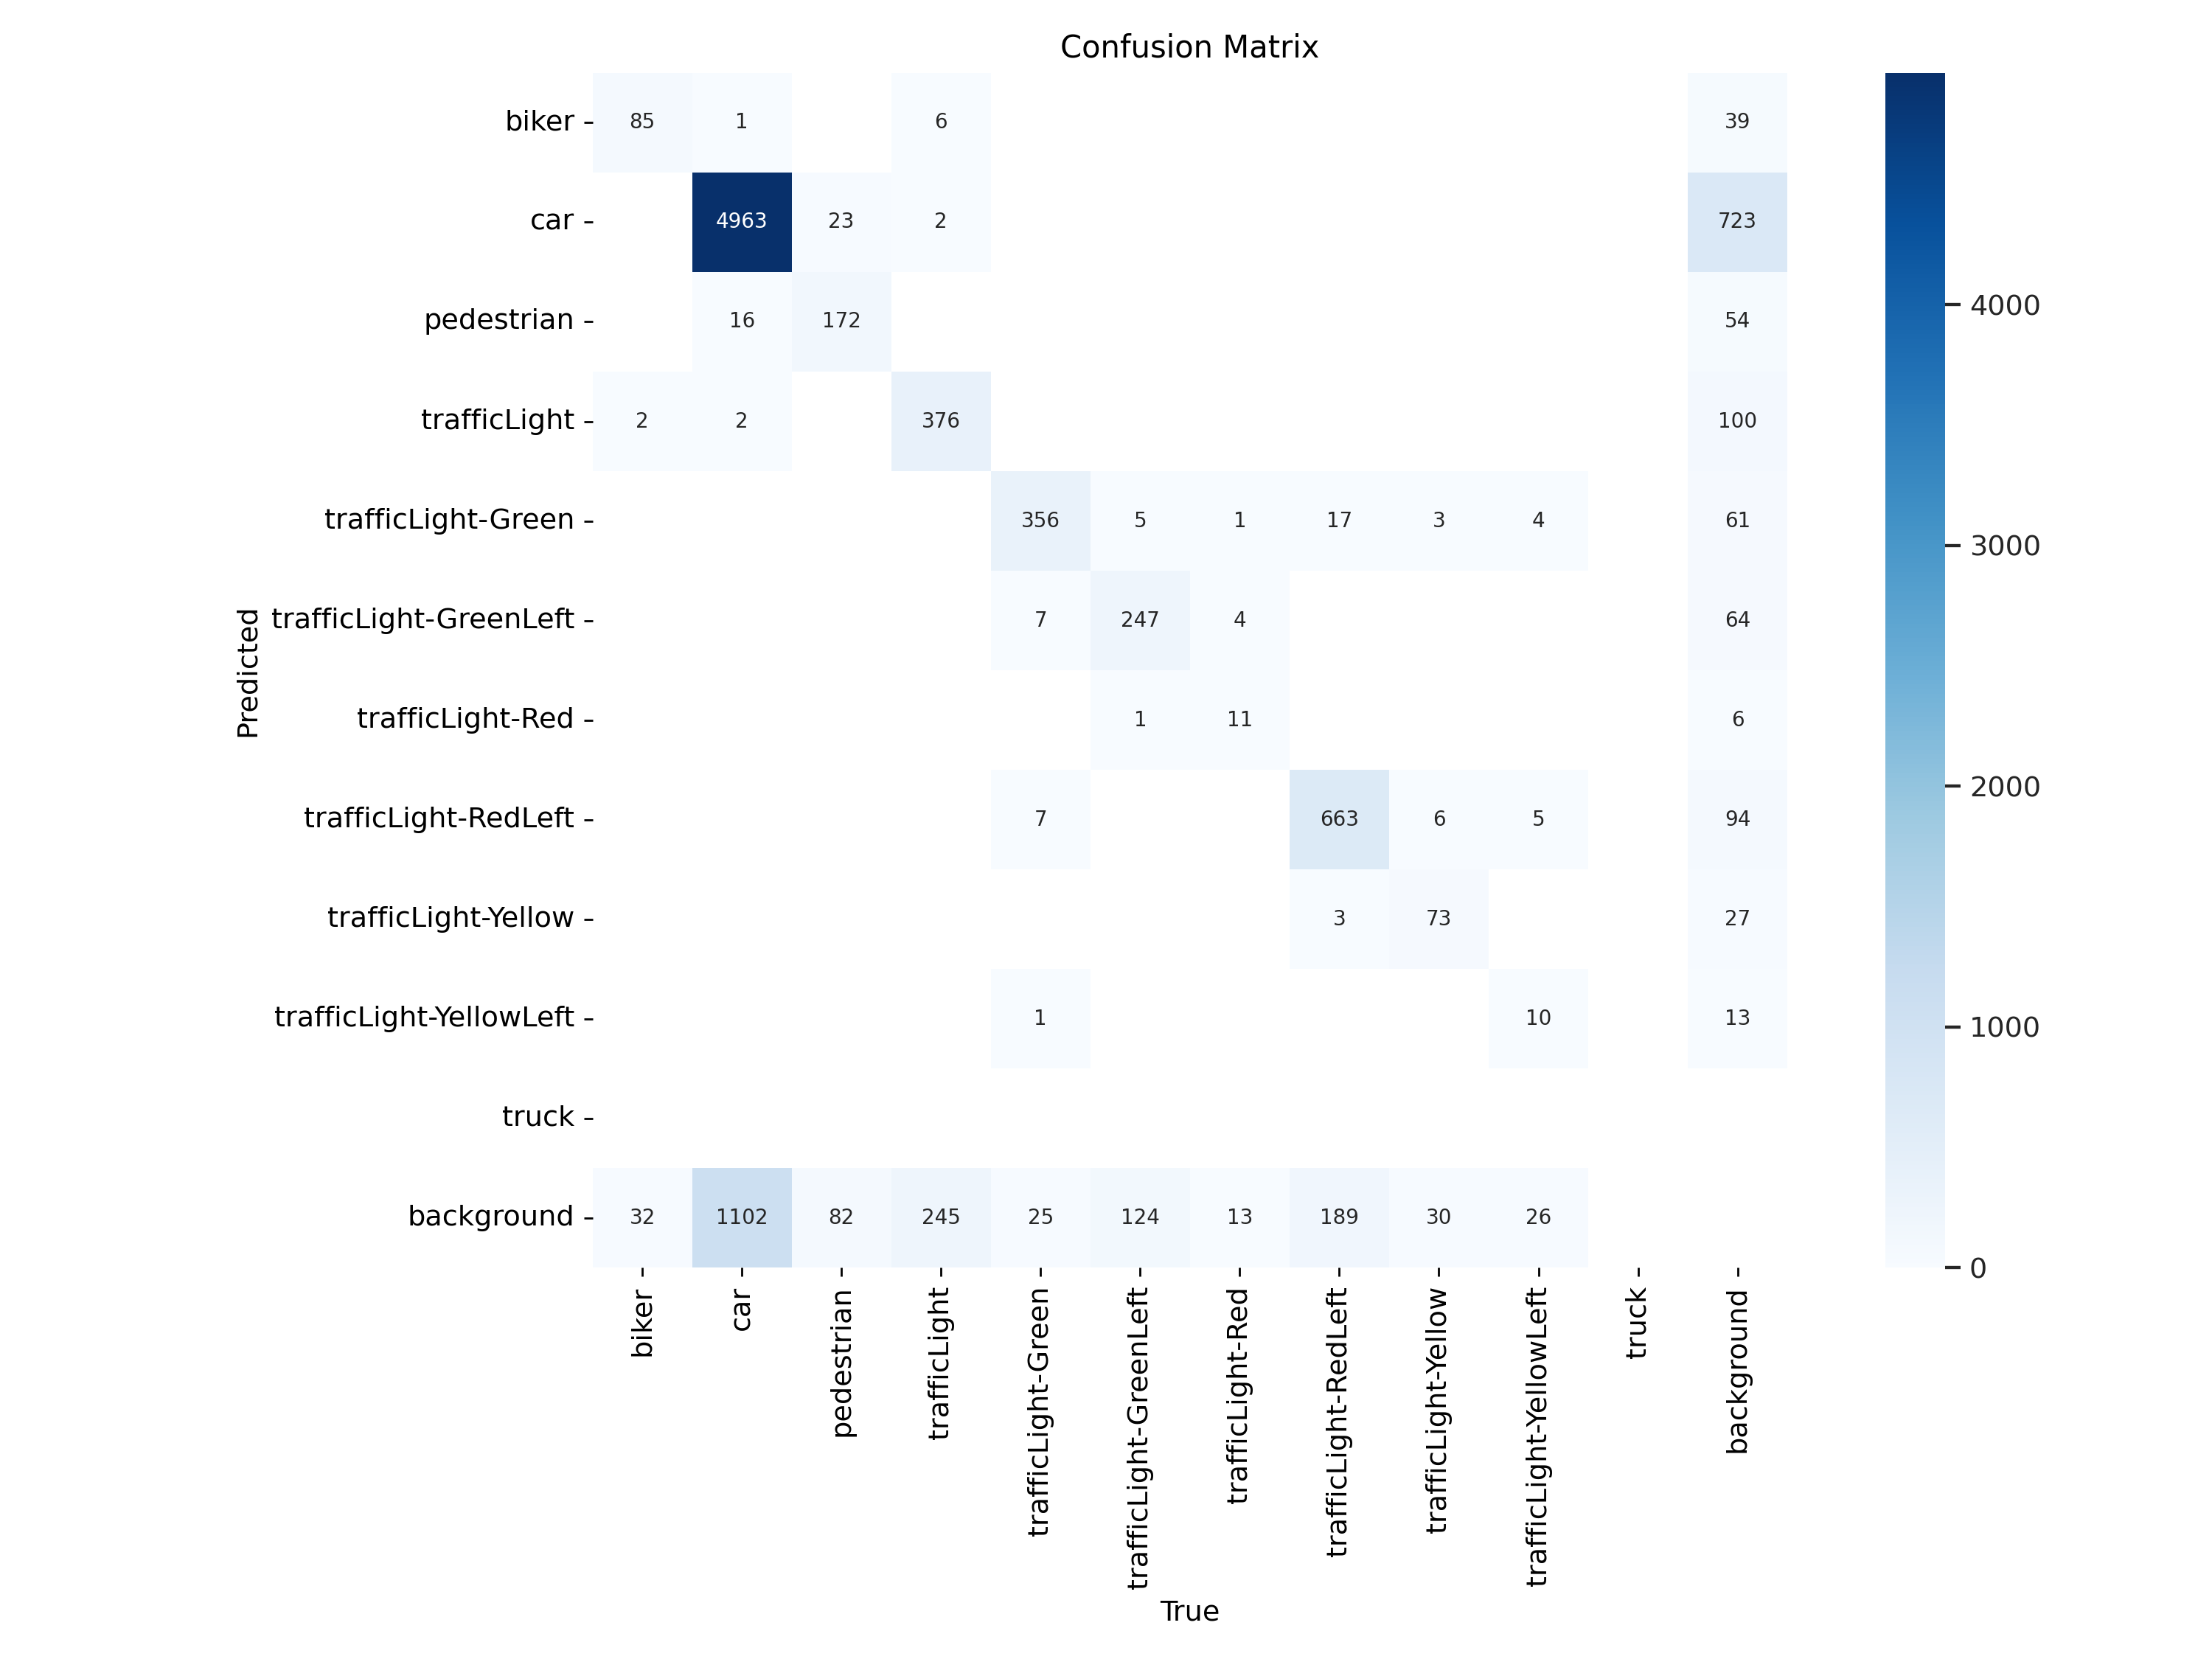 Confusion Matrix
biker 85 1 6 39
car 4963 23 2 723
pedestrian 16 172 54
trafficLight 2 2 376 100
trafficLight-Green 356 5 1 17 3 4 61
trafficLight-GreenLeft 7 247 4 64
trafficLight-Red 1 11 6
trafficLight-RedLeft 7 663 6 5 94
trafficLight-Yellow 3 73 27
trafficLight-YellowLeft 1 10 13
truck
background 32 1102 82 245 25 124 13 189 30 26
Predicted
biker
car
pedestrian
trafficLight
trafficLight-Green
trafficLight-GreenLeft
trafficLight-Red
trafficLight-RedLeft
trafficLight-Yellow
trafficLight-YellowLeft
truck
background
True
4000
3000
2000
1000
0